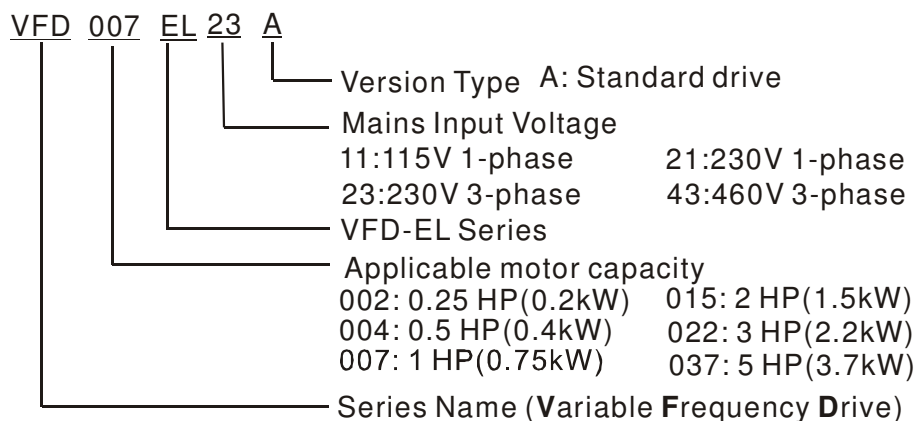 VFD 007 EL 23 A
Version Type A: Standard drive
Mains Input Voltage
11:115V 1-phase 21:230V 1-phase
23:230V 3-phase 43:460V 3-phase
VFD-EL Series
Applicable motor capacity
002: 0.25 HP(0.2kW) 015: 2 HP(1.5kW)
004: 0.5 HP(0.4kW) 022: 3 HP(2.2kW)
007: 1 HP(0.75kW) 037: 5 HP(3.7kW)
Series Name (Variable Frequency Drive)